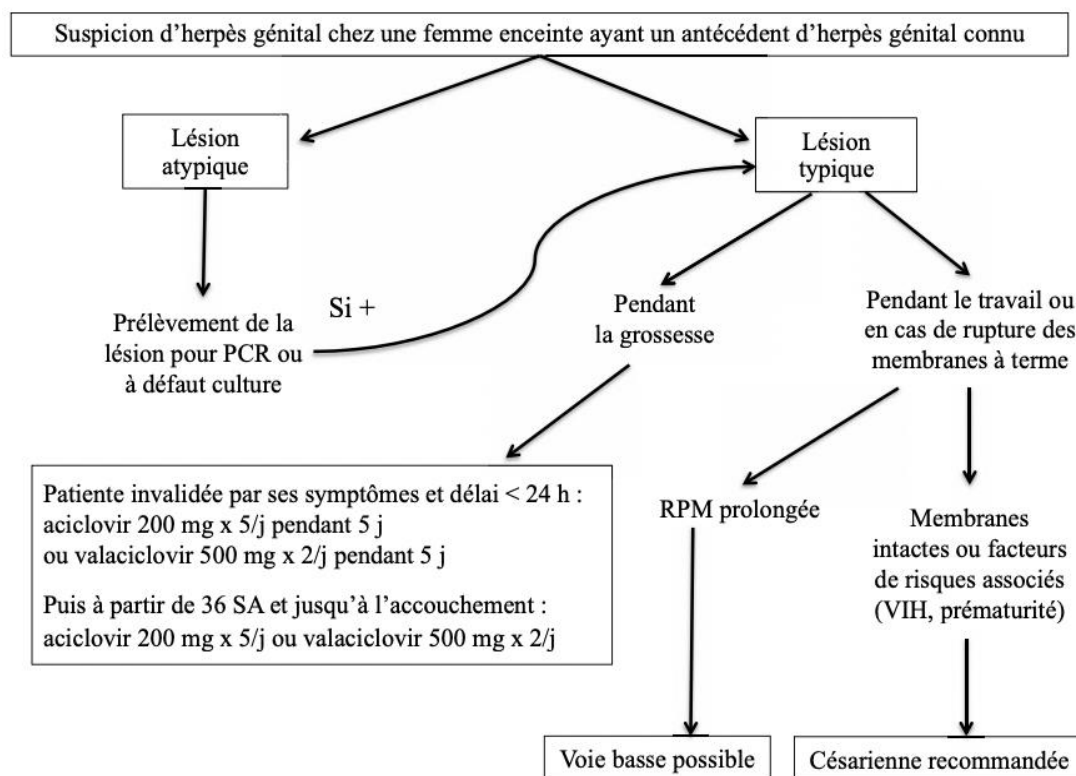 Suspicion d’herpès génital chez une femme enceinte ayant un antécédent d’herpès génital connu
Lésion
atypique
Lésion
typique
Si +
Prélèvement de la
lésion pour PCR ou
à défaut culture
Pendant
la grossesse
Pendant le travail ou
en cas de rupture des
membranes à terme
Patiente invalidée par ses symptômes et délai < 24 h :
aciclovir 200 mg x 5/j pendant 5 j
ou valaciclovir 500 mg x 2/j pendant 5 j
Puis à partir de 36 SA et jusqu’à l’accouchement :
aciclovir 200 mg x 5/j ou valaciclovir 500 mg x 2/j
RPM prolongée
Membranes
intactes ou facteurs
de risques associés
(VIH, prématurité)
Voie basse possible
Césarienne recommandée